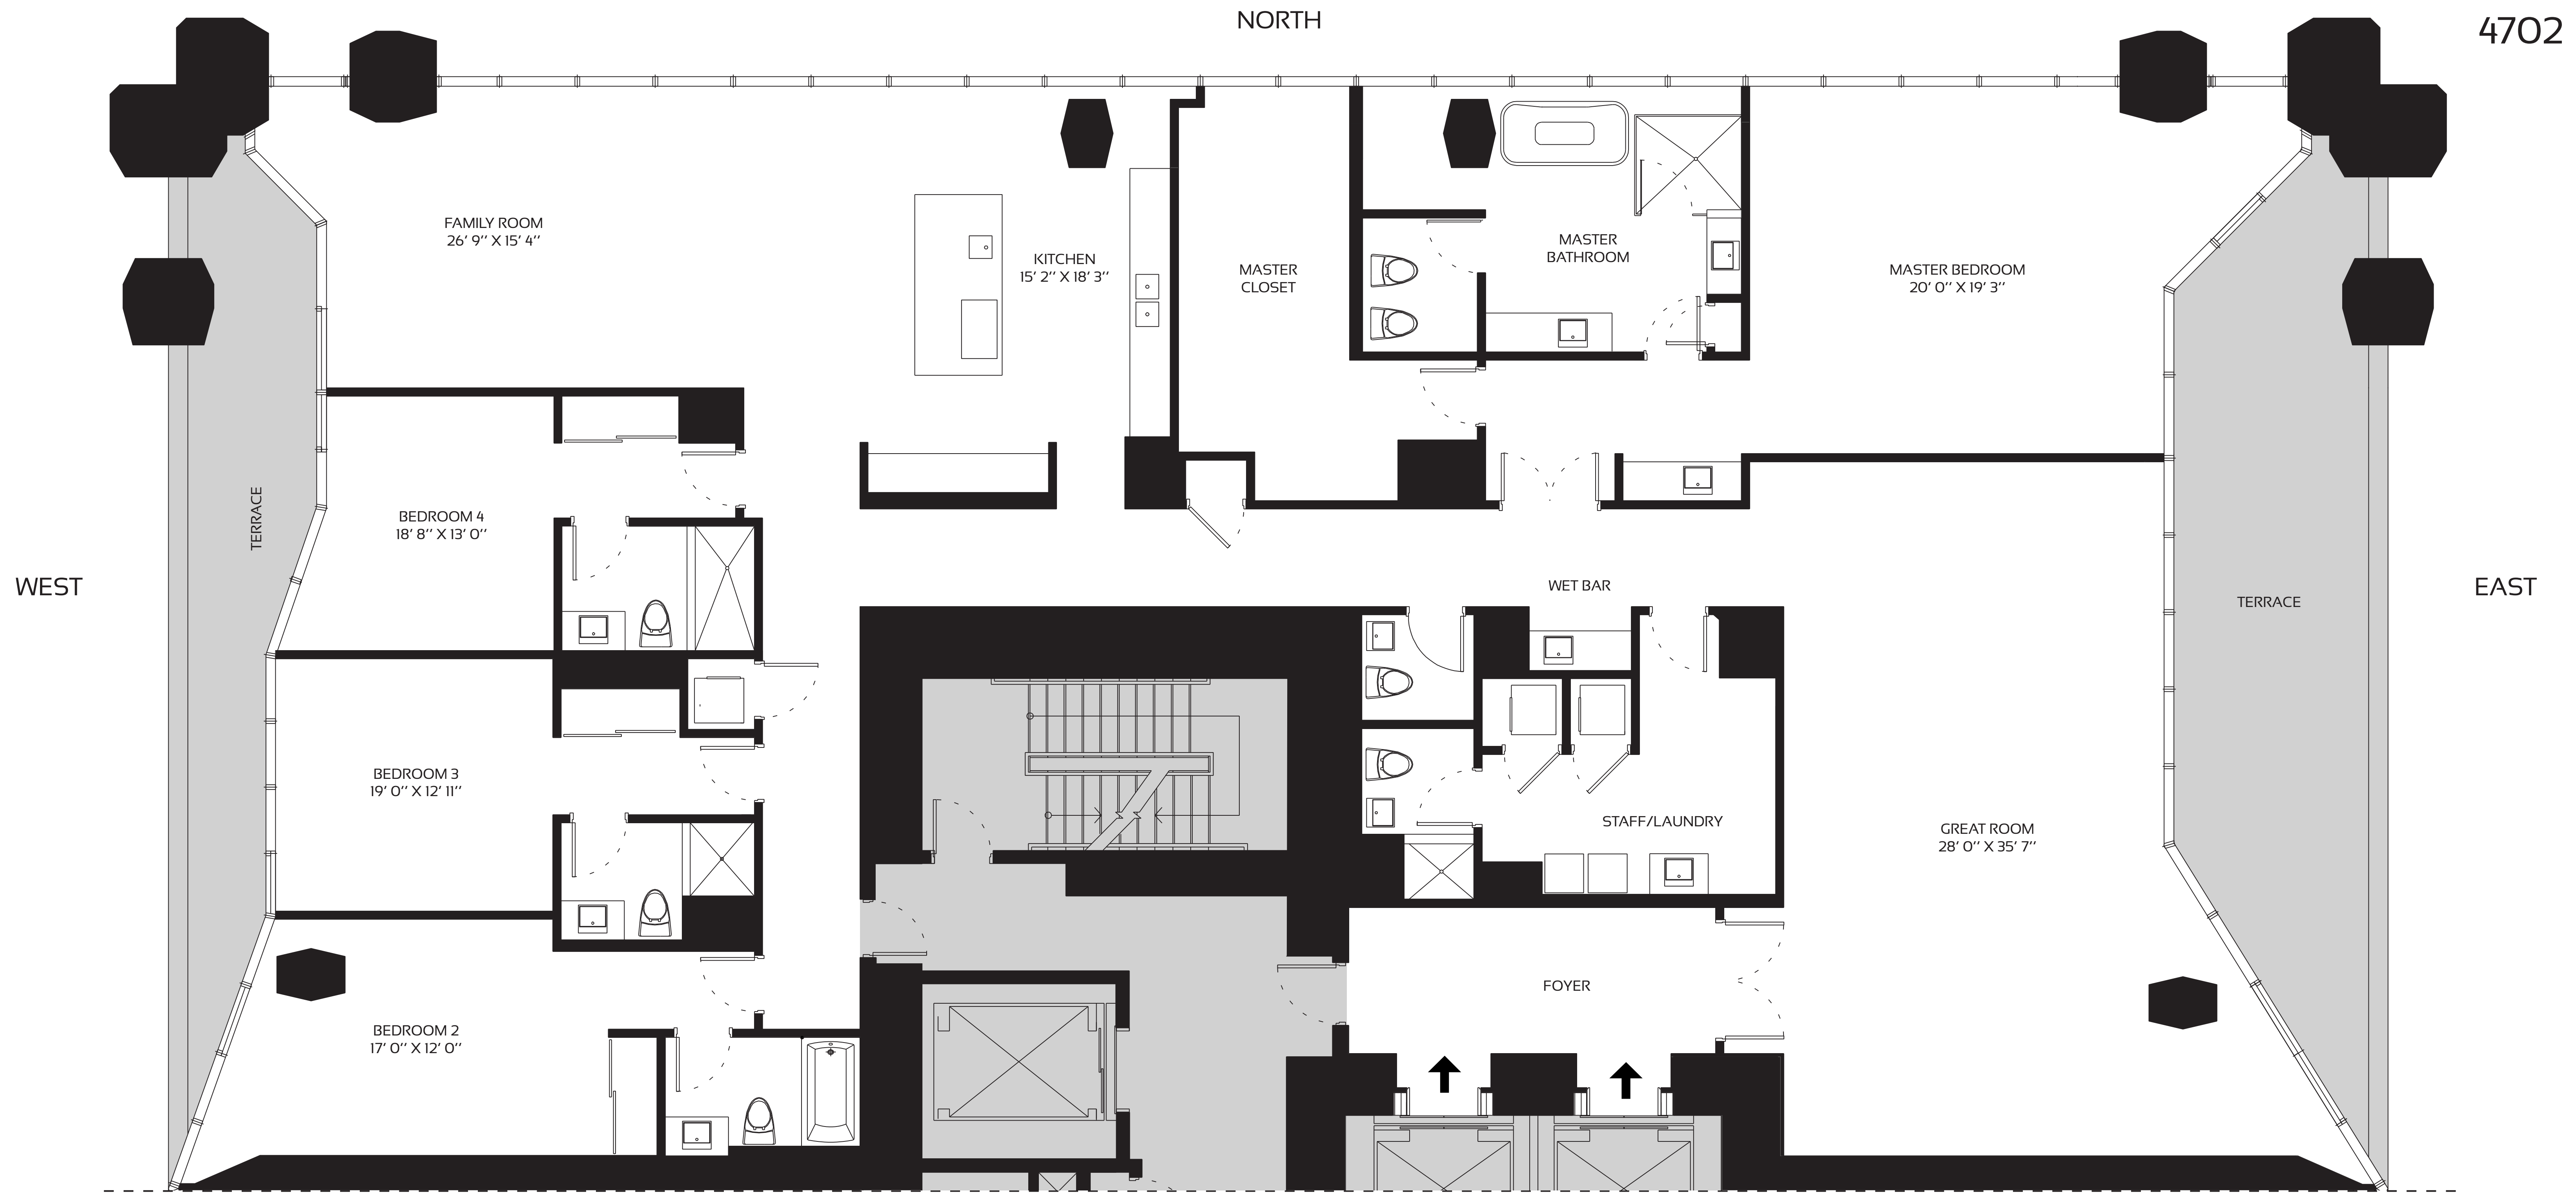 NORTH
4702
FAMILY ROOM
26’ 9’’ X 15’ 4’’
KITCHEN
15’ 2’’ X 18’ 3’’
MASTER
CLOSET
MASTER
BATHROOM
MASTER BEDROOM
20’ 0’’ X 19’ 3’’
TERRACE
BEDROOM 4
18’ 8’’ X 13’ 0’’
WEST
WET BAR
TERRACE
EAST
BEDROOM 3
19’ 0’’ X 12’ 11’’
STAFF/LAUNDRY
GREAT ROOM
28’ 0’’ X 35’ 7’’
FOYER
BEDROOM 2
17’ 0’’ X 12’ 0’’